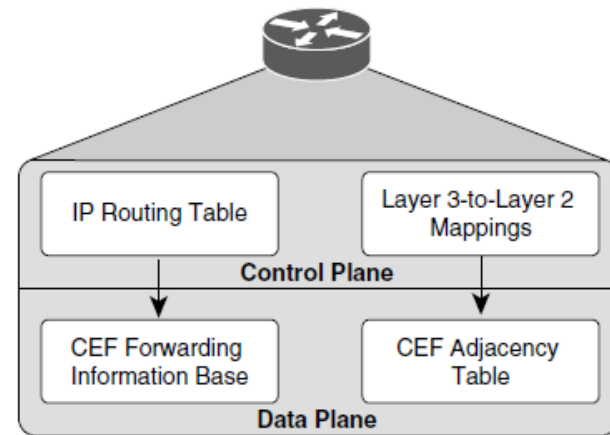 IP Routing Table
Layer 3-to-Layer 2
Mappings
Control Plane
CEF Forwarding
Information Base
CEF Adjacency
Table
Data Plane